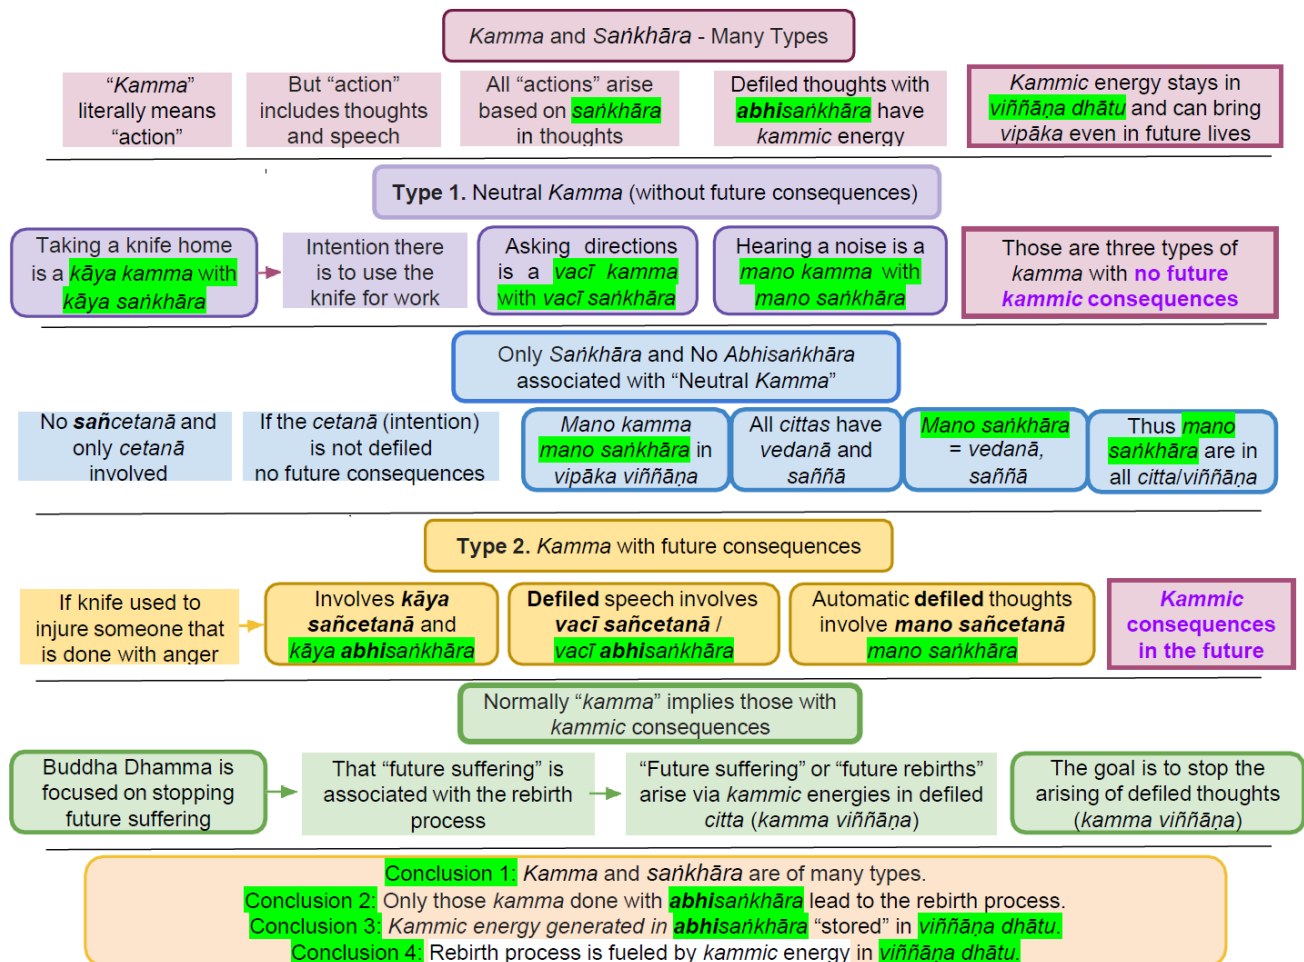 Kamma and Saṅkhāra - Many Types
“Kamma”
literally means
“action”
But “action”
includes thoughts
and speech
All “actions” arise
based on saṅkhāra
in thoughts
Defiled thoughts with
abhisaṅkhāra have
kammic energy
Kammic energy stays in
viññāṇa dhātu and can bring
vipāka even in future lives
Type 1. Neutral Kamma (without future consequences)
Taking a knife home
is a kāya kamma with
kāya saṅkhāra
Intention there
is to use the
knife for work
Asking directions
is a vacī kamma
with vacī saṅkhāra
Hearing a noise is a
mano kamma with
mano saṅkhāra
Those are three types of
kamma with no future
kammic consequences
Only Saṅkhāra and No Abhisaṅkhāra
associated with “Neutral Kamma”
No sañcetanā and
only cetanā
involved
If the cetanā (intention)
is not defiled
no future consequences
Mano kamma
mano saṅkhāra in
vipāka viññāṇa
All cittas have
vedanā and
saññā
Mano saṅkhāra
= vedanā,
saññā
Thus mano
saṅkhāra are in
all citta/viññāṇa
Type 2. Kamma with future consequences
If knife used to
injure someone that
is done with anger
Involves kāya
sañcetanā and
kāya abhisaṅkhāra
Defiled speech involves
vacī sañcetanā /
vacī abhisaṅkhāra
Automatic defiled thoughts
involve mano sañcetanā
mano saṅkhāra
Kammic
consequences
in the future
Normally “kamma” implies those with
kammic consequences
Buddha Dhamma is
focused on stopping
future suffering
That “future suffering” is
associated with the rebirth
process
“Future suffering” or “future rebirths”
arise via kammic energies in defiled
citta (kamma viññāṇa)
The goal is to stop the
arising of defiled thoughts
(kamma viññāṇa)
Conclusion 1: Kamma and saṅkhāra are of many types.
Conclusion 2: Only those kamma done with abhisaṅkhāra lead to the rebirth process.
Conclusion 3: Kammic energy generated in abhisaṅkhāra “stored” in viññāṇa dhātu.
Conclusion 4: Rebirth process is fueled by kammic energy in viññāṇa dhātu.